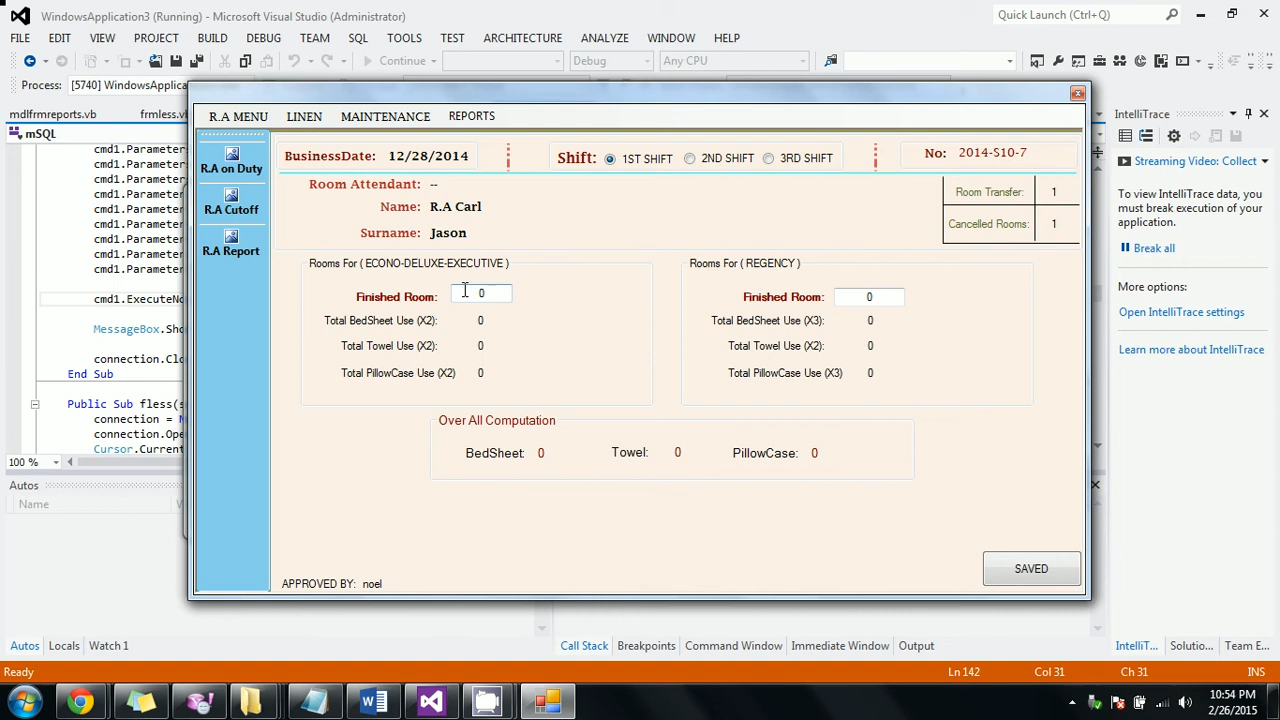 WindowsApplication3 (Running) - Microsoft Visual Studio (Administrator)
Quick Launch (Ctrl+Q)
FILE EDIT VIEW PROJECT BUILD DEBUG TEAM SQL TOOLS TEST ARCHITECTURE ANALYZE WINDOW HELP
Continue Debug Any CPU
Process: [5740] WindowsApplic
mdlfrmreports.vb frmless.vb
mSQL
cmd1.Parameter
cmd1.Parameter
cmd1.Parameter
cmd1.Parameter
cmd1.Parameter
cmd1.Parameter
cmd1.Parameter
cmd1.Parameter
cmd1.Parameter
cmd1.ExecuteNo
MessageBox.Sho
connection.Clo
End Sub
Public Sub fless(s
connection = N
connection.Ope
Cursor.Current
100 %
Autos
Name
R.A MENU LINEN MAINTENANCE REPORTS
R.A on Duty
R.A Cutoff
R.A Report
BusinessDate: 12/28/2014
Shift: 1ST SHIFT 2ND SHIFT 3RD SHIFT
No: 2014-S10-7
Room Attendant: --
Name: R.A Carl
Surname: Jason
Room Transfer: 1
Cancelled Rooms: 1
Rooms For ( ECONO-DELUXE-EXECUTIVE )
Finished Room: 0
Total BedSheet Use (X2): 0
Total Towel Use (X2): 0
Total PillowCase Use (X2) 0
Rooms For ( REGENCY )
Finished Room: 0
Total BedSheet Use (X3): 0
Total Towel Use (X2): 0
Total PillowCase Use (X3) 0
Over All Computation
BedSheet: 0 Towel: 0 PillowCase: 0
APPROVED BY: noel
SAVED
IntelliTrace
Streaming Video: Collect
To view IntelliTrace data, you must break execution of your application.
Break all
More options:
Open IntelliTrace settings
Learn more about IntelliTrace
Autos Locals Watch 1
Call Stack Breakpoints Command Window Immediate Window Output
IntelliT... Solutio... Team E...
Ready Ln 142 Col 31 Ch 31 INS
10:54 PM
2/26/2015